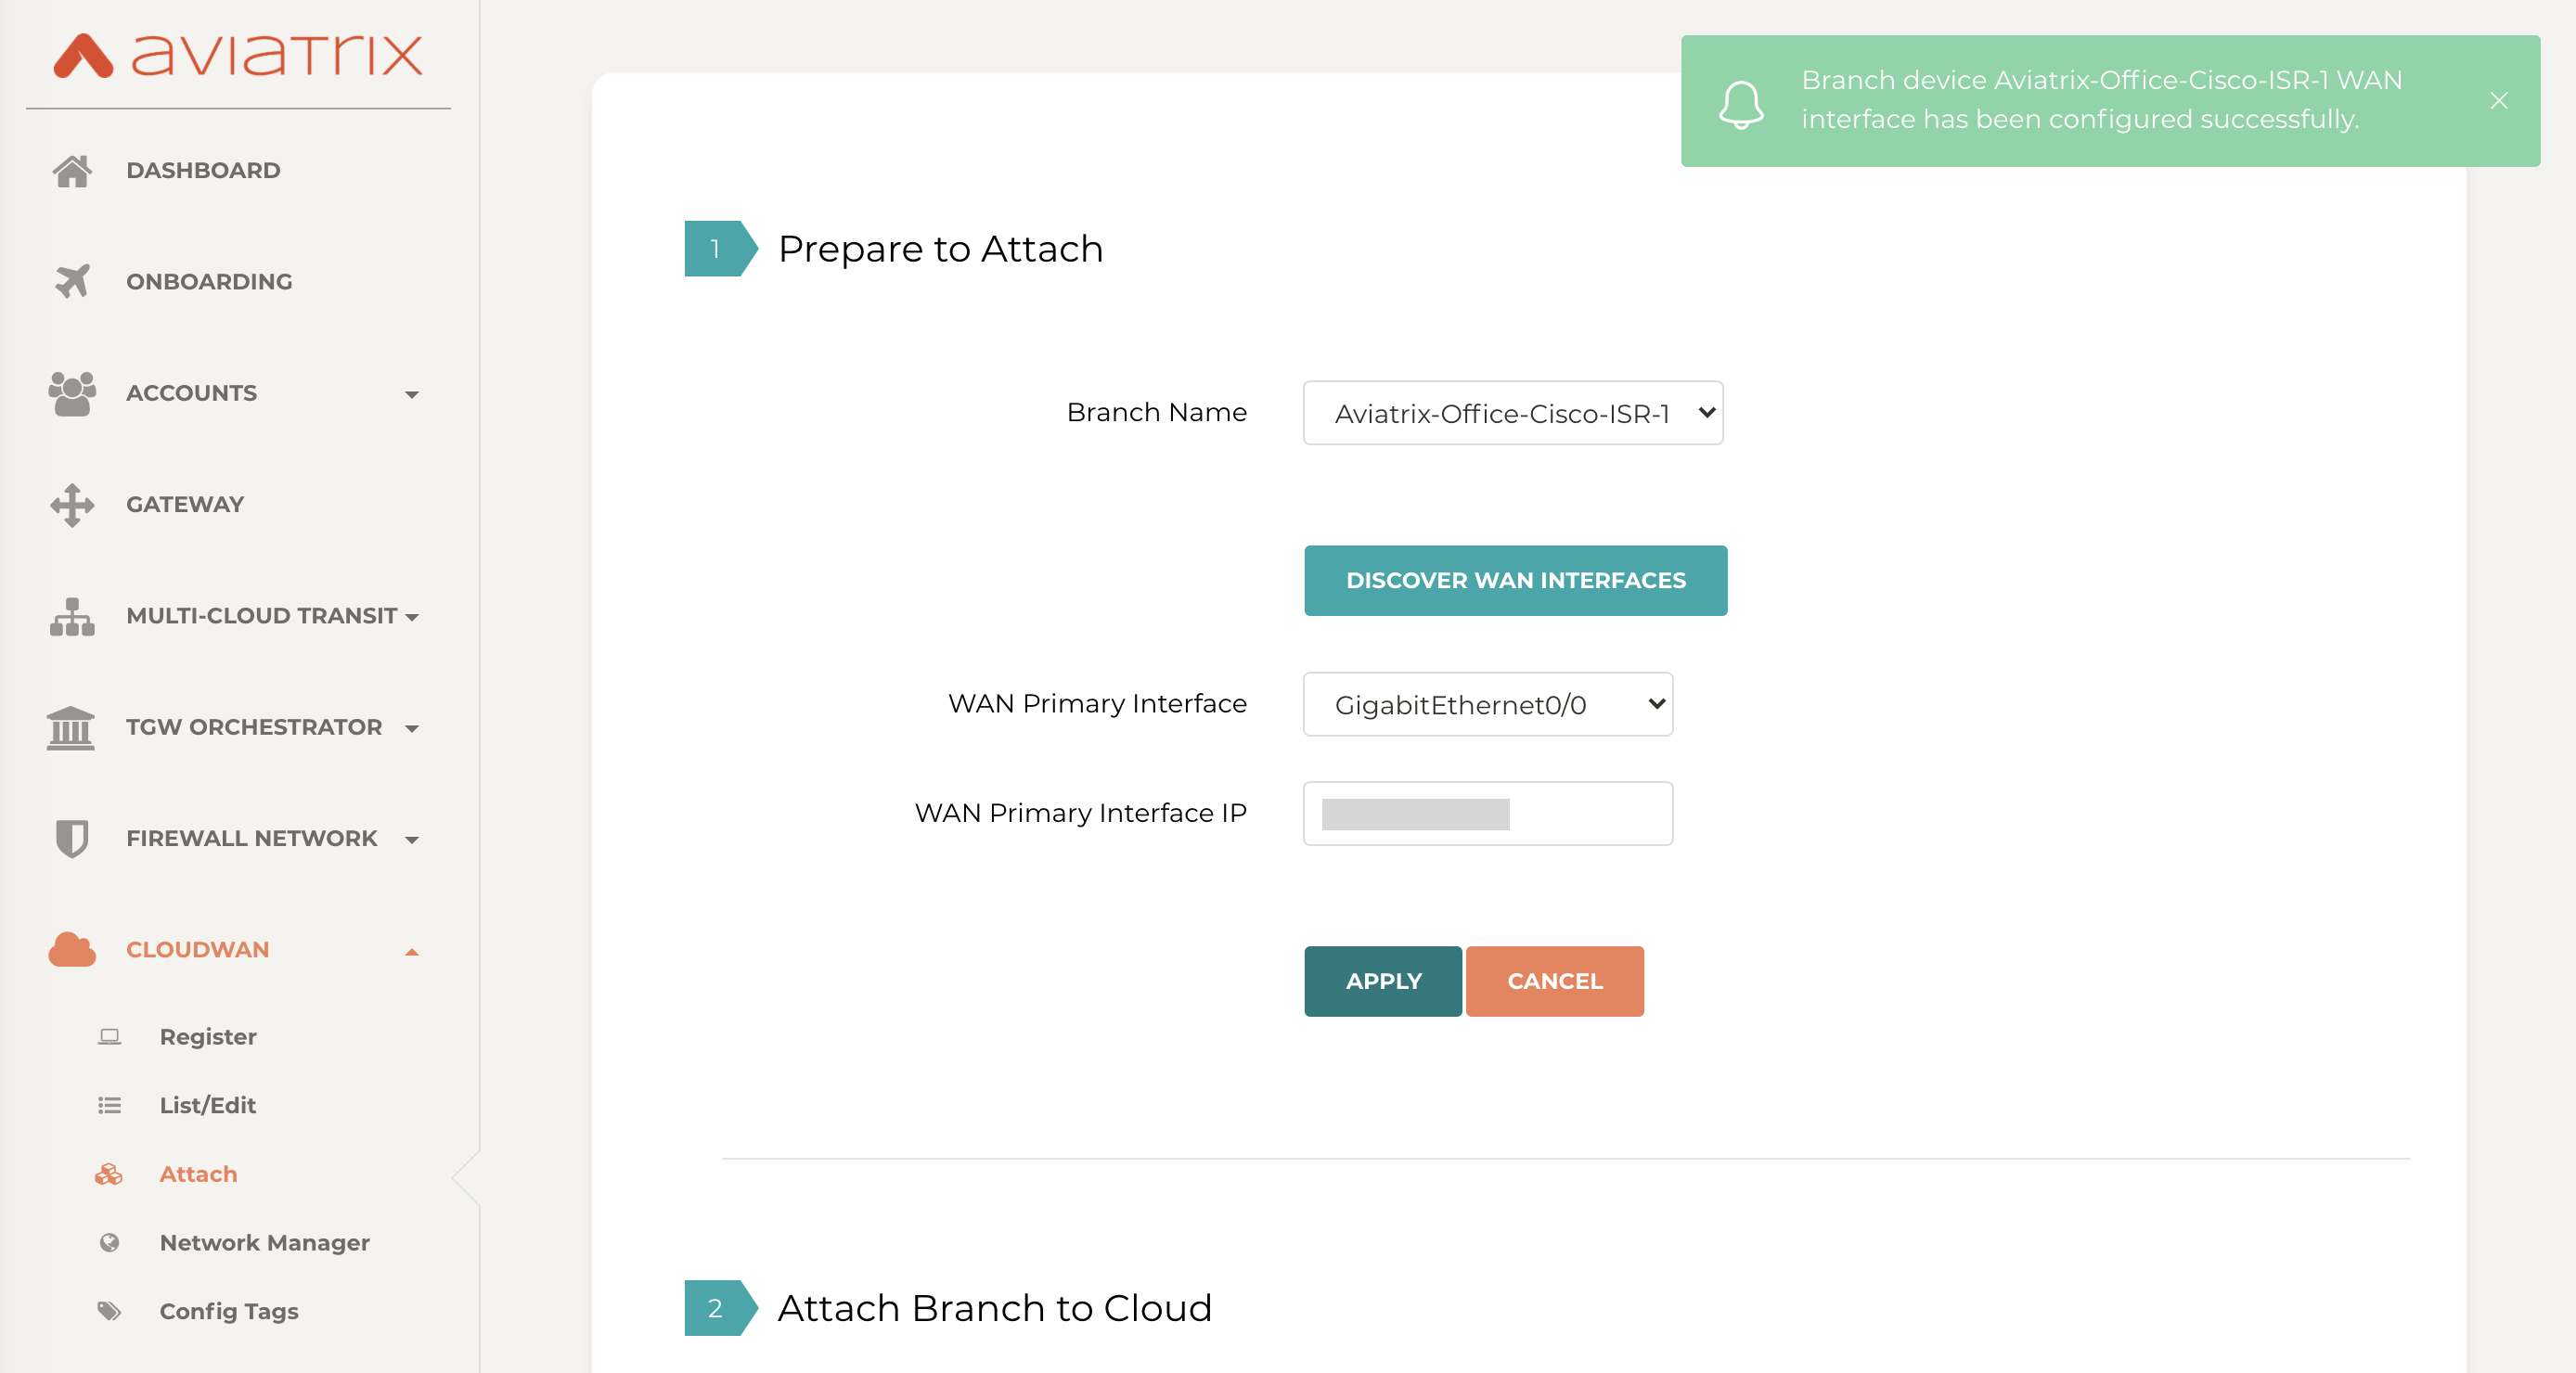 aviatrix
DASHBOARD
ONBOARDING
ACCOUNTS
GATEWAY
MULTI-CLOUD TRANSIT
TGW ORCHESTRATOR
FIREWALL NETWORK
CLOUDWAN
Register
List/Edit
Attach
Network Manager
Config Tags
Branch device Aviatrix-Office-Cisco-ISR-1 WAN
interface has been configured successfully.
1 Prepare to Attach
Branch Name Aviatrix-Office-Cisco-ISR-1
DISCOVER WAN INTERFACES
WAN Primary Interface GigabitEthernet0/0
WAN Primary Interface IP
APPLY CANCEL
2 Attach Branch to Cloud